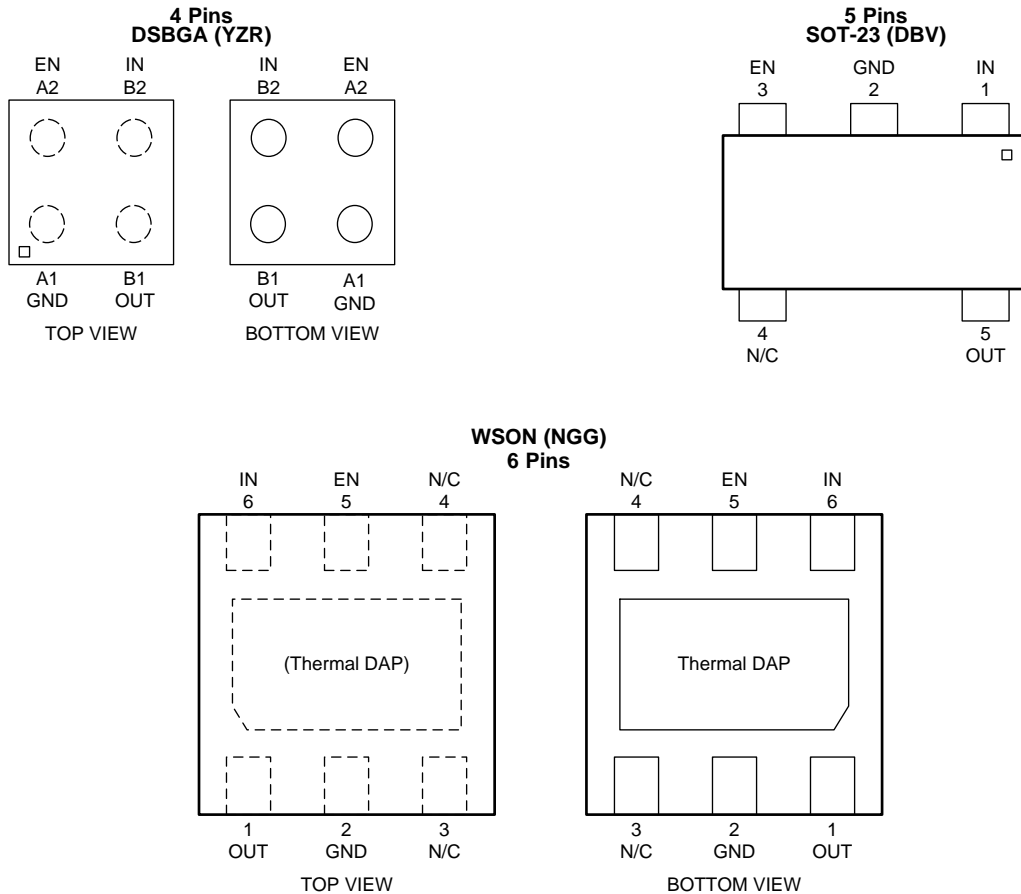 4 Pins
DSBGA (YZR)
EN IN
A2 B2
A1 B1
GND OUT
TOP VIEW
IN EN
B2 A2
B1 A1
OUT GND
BOTTOM VIEW
5 Pins
SOT-23 (DBV)
EN GND IN
3 2 1
4 5
N/C OUT
WSON (NGG)
6 Pins
IN EN N/C
6 5 4
(Thermal DAP)
1 2 3
OUT GND N/C
TOP VIEW
N/C EN IN
4 5 6
Thermal DAP
3 2 1
N/C GND OUT
BOTTOM VIEW